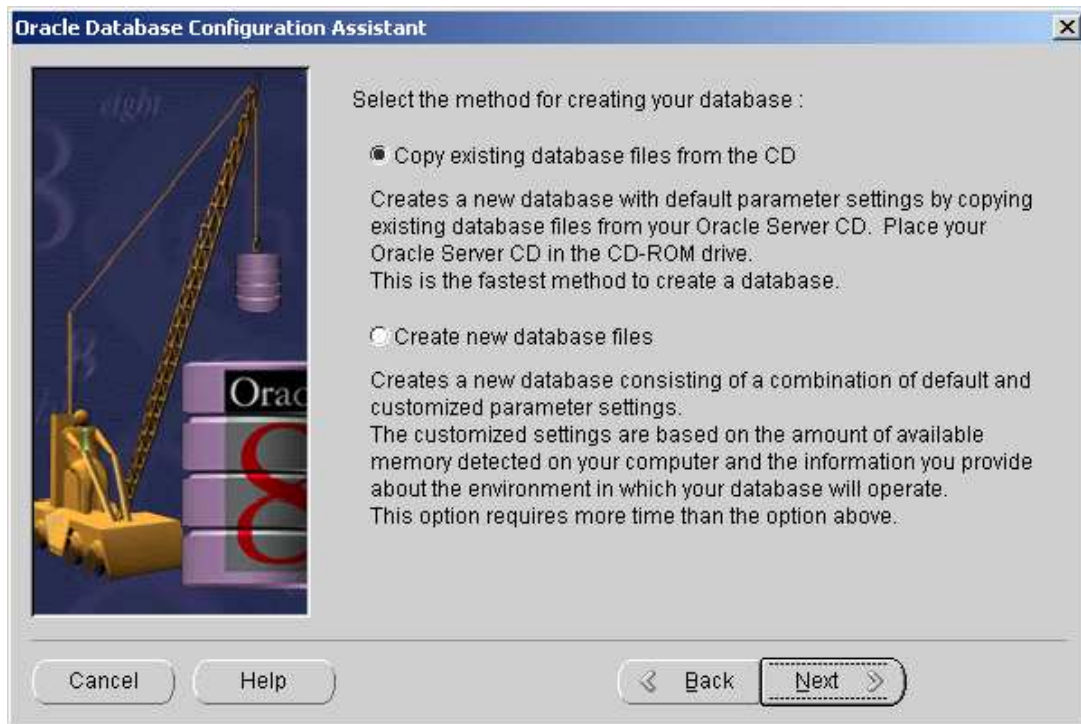 Oracle Database Configuration Assistant
eight
Select the method for creating your database :
Copy existing database files from the CD
Creates a new database with default parameter settings by copying
existing database files from your Oracle Server CD. Place your
Oracle Server CD in the CD-ROM drive.
This is the fastest method to create a database.
Create new database files
Creates a new database consisting of a combination of default and
customized parameter settings.
The customized settings are based on the amount of available
memory detected on your computer and the information you provide
about the environment in which your database will operate.
This option requires more time than the option above.
Orac
8
Cancel
Help
Back
Next